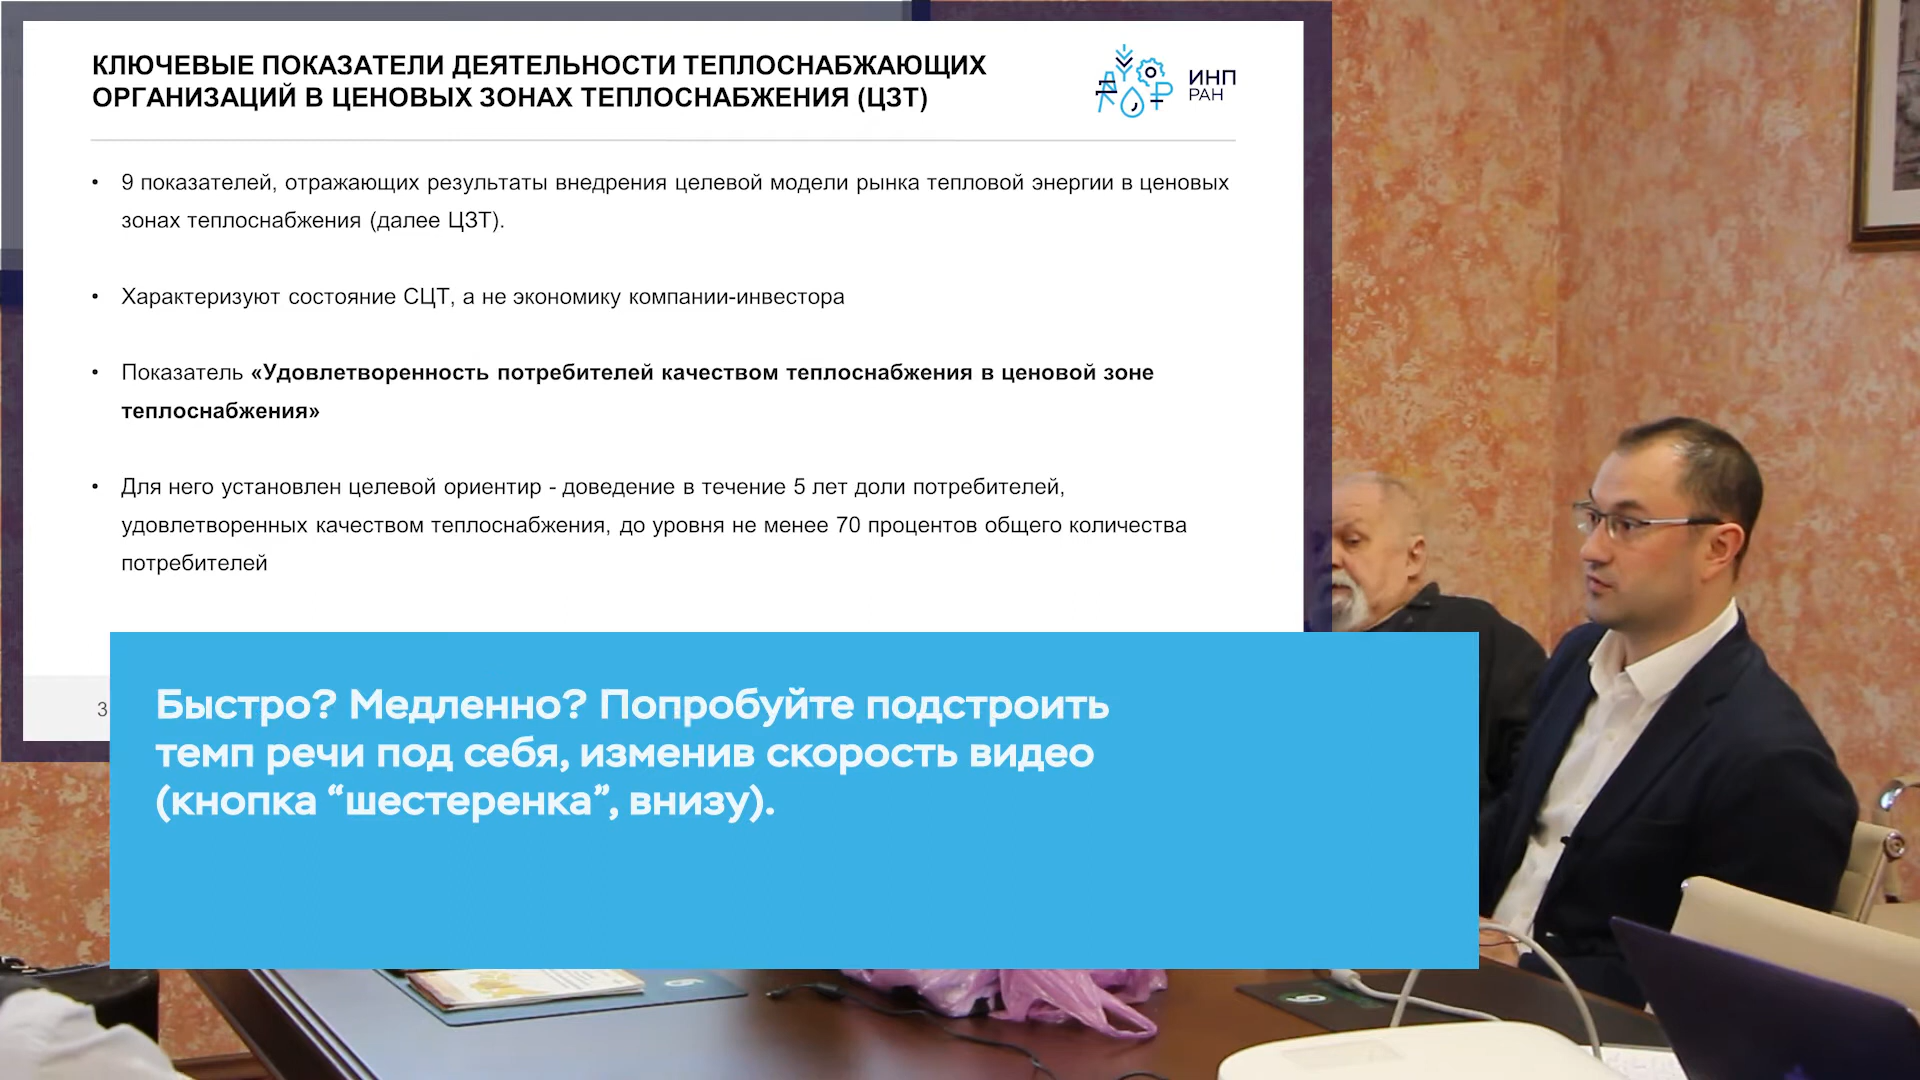 КЛЮЧЕВЫЕ ПОКАЗАТЕЛИ ДЕЯТЕЛЬНОСТИ ТЕПЛОСНАБЖАЮЩИХ
ОРГАНИЗАЦИЙ В ЦЕНОВЫХ ЗОНАХ ТЕПЛОСНАБЖЕНИЯ (ЦЗТ)
ИНП
РАН
• 9 показателей, отражающих результаты внедрения целевой модели рынка тепловой энергии в ценовых
зонах теплоснабжения (далее ЦЗТ).
• Характеризуют состояние СЦТ, а не экономику компании-инвестора
• Показатель «Удовлетворенность потребителей качеством теплоснабжения в ценовой зоне
теплоснабжения»
• Для него установлен целевой ориентир - доведение в течение 5 лет доли потребителей,
удовлетворенных качеством теплоснабжения, до уровня не менее 70 процентов общего количества
потребителей
3
Быстро? Медленно? Попробуйте подстроить
темп речи под себя, изменив скорость видео
(кнопка “шестеренка”, внизу).